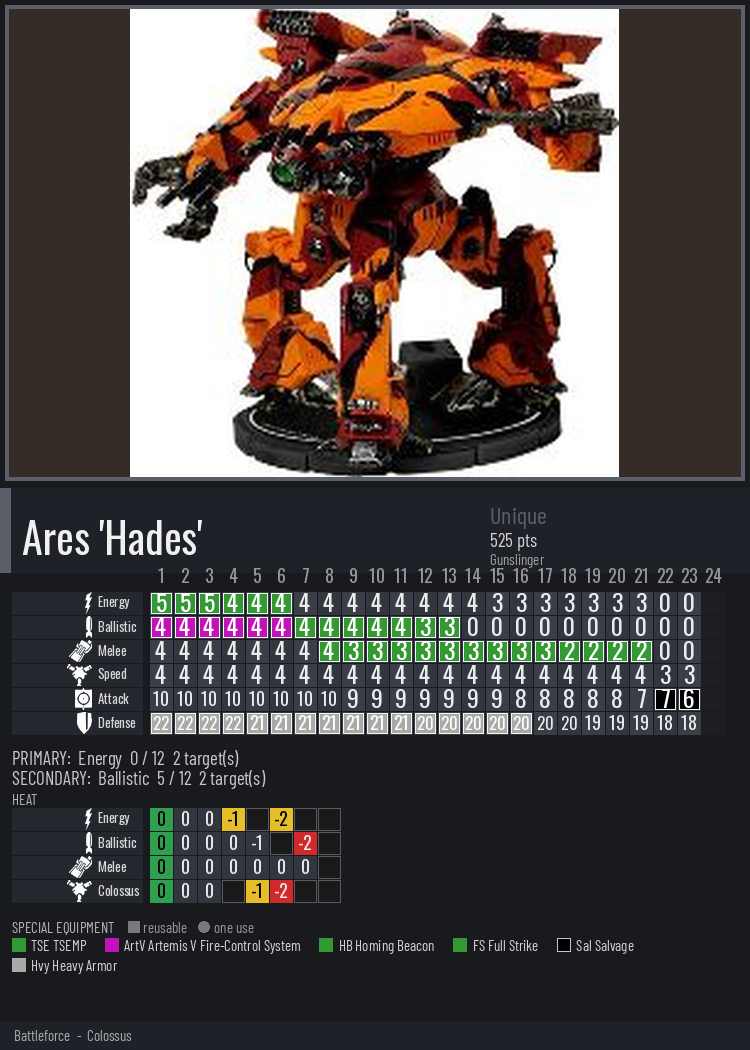 Ares 'Hades'
Unique
525 pts
Gunslinger
1 2 3 4 5 6 7 8 9 10 11 12 13 14 15 16 17 18 19 20 21 22 23 24
Energy 5 5 5 4 4 4 4 4 4 4 4 4 4 4 3 3 3 3 3 3 3 0 0
Ballistic 4 4 4 4 4 4 4 4 4 4 4 3 3 0 0 0 0 0 0 0 0 0 0
Melee 4 4 4 4 4 4 4 4 3 3 3 3 3 3 3 3 3 2 2 2 2 0 0
Speed 4 4 4 4 4 4 4 4 4 4 4 4 4 4 4 4 4 4 4 4 4 3 3
Attack 10 10 10 10 10 10 10 10 9 9 9 9 9 9 9 8 8 8 8 8 7 7 6
Defense 22 22 22 22 21 21 21 21 21 21 21 20 20 20 20 20 20 20 19 19 19 18 18
PRIMARY: Energy 0 / 12 2 target(s)
SECONDARY: Ballistic 5 / 12 2 target(s)
HEAT
Energy 0 0 0 -1 -2
Ballistic 0 0 0 0 -1 -2
Melee 0 0 0 0 0 0 0
Colossus 0 0 0 -1 -2
SPECIAL EQUIPMENT reusable one use
TSE TSEMP ArtV Artemis V Fire-Control System HB Homing Beacon FS Full Strike Sal Salvage
Hvy Heavy Armor
Battleforce - Colossus